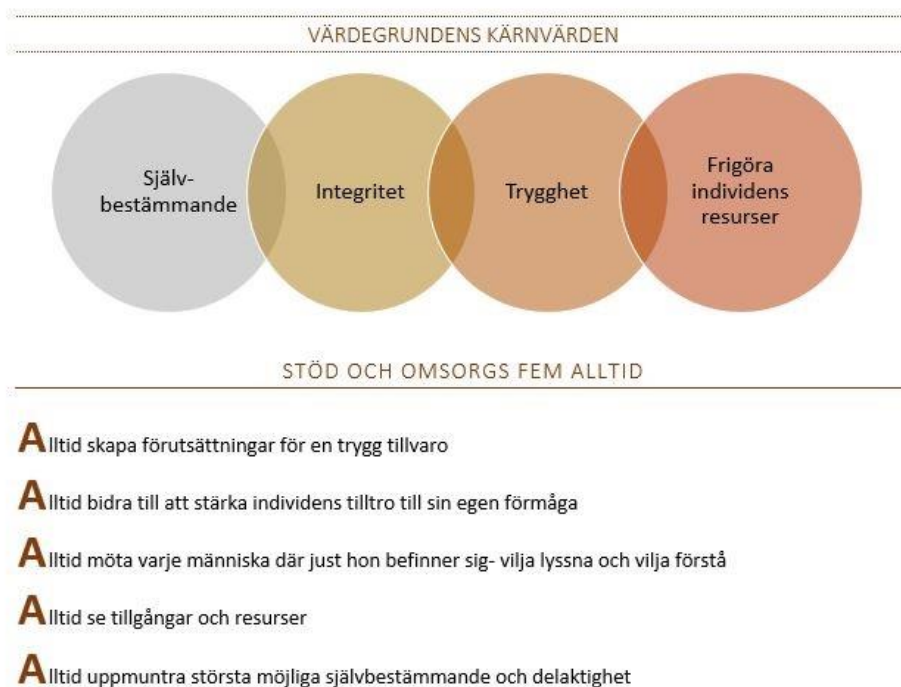 VÄRDEGRUNDENS KÄRNVÄRDEN
Själv-
bestämmande
Integritet
Trygghet
Frigöra
individens
resurser
STÖD OCH OMSORGS FEM ALLTID
Alltid skapa förutsättningar för en trygg tillvaro
Alltid bidra till att stärka individens tilltro till sin egen förmåga
Alltid möta varje människa där just hon befinner sig- vilja lyssna och vilja förstå
Alltid se tillgångar och resurser
Alltid uppmuntra största möjliga självbestämmande och delaktighet